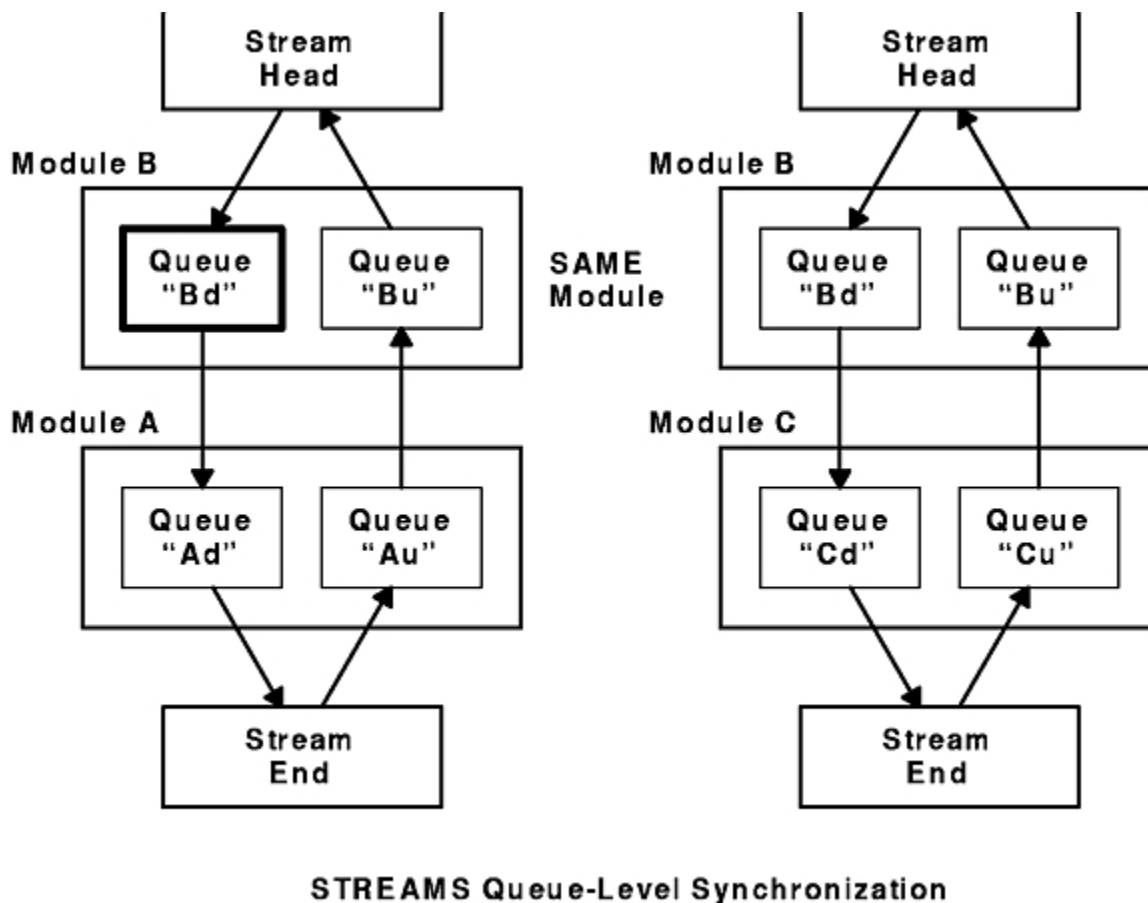 Stream
Head
Stream
Head
Module B
Module B
Queue
“Bd”
Queue
“Bu”
SAME
Module
Queue
“Bd”
Queue
“Bu”
Module A
Module C
Queue
“Ad”
Queue
“Au”
Queue
“Cd”
Queue
“Cu”
Stream
End
Stream
End
STREAMS Queue-Level Synchronization